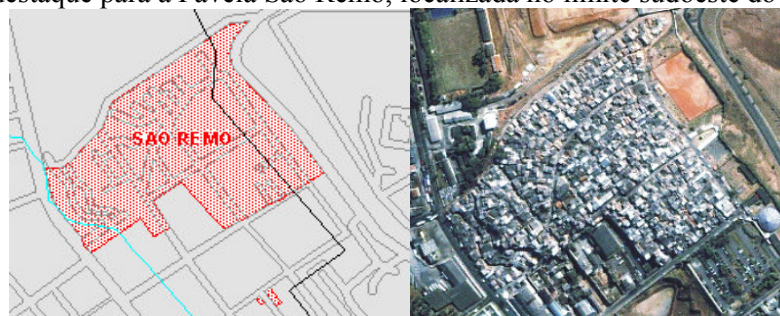 destaque para a Favela São Remo, localizada no limite sudoeste do
SAO REMO